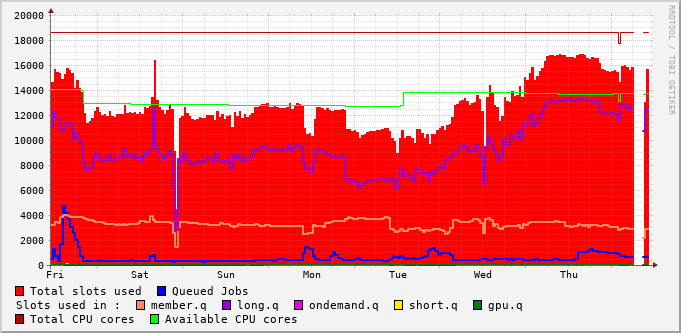 20000
18000
16000
14000
12000
10000
8000
6000
4000
2000
0
Fri Sat Sun Mon Tue Wed Thu
Total slots used Queued Jobs
Slots used in : member.q long.q ondemand.q short.q gpu.q
Total CPU cores Available CPU cores
RRDTOOL / TOBI OETIKER